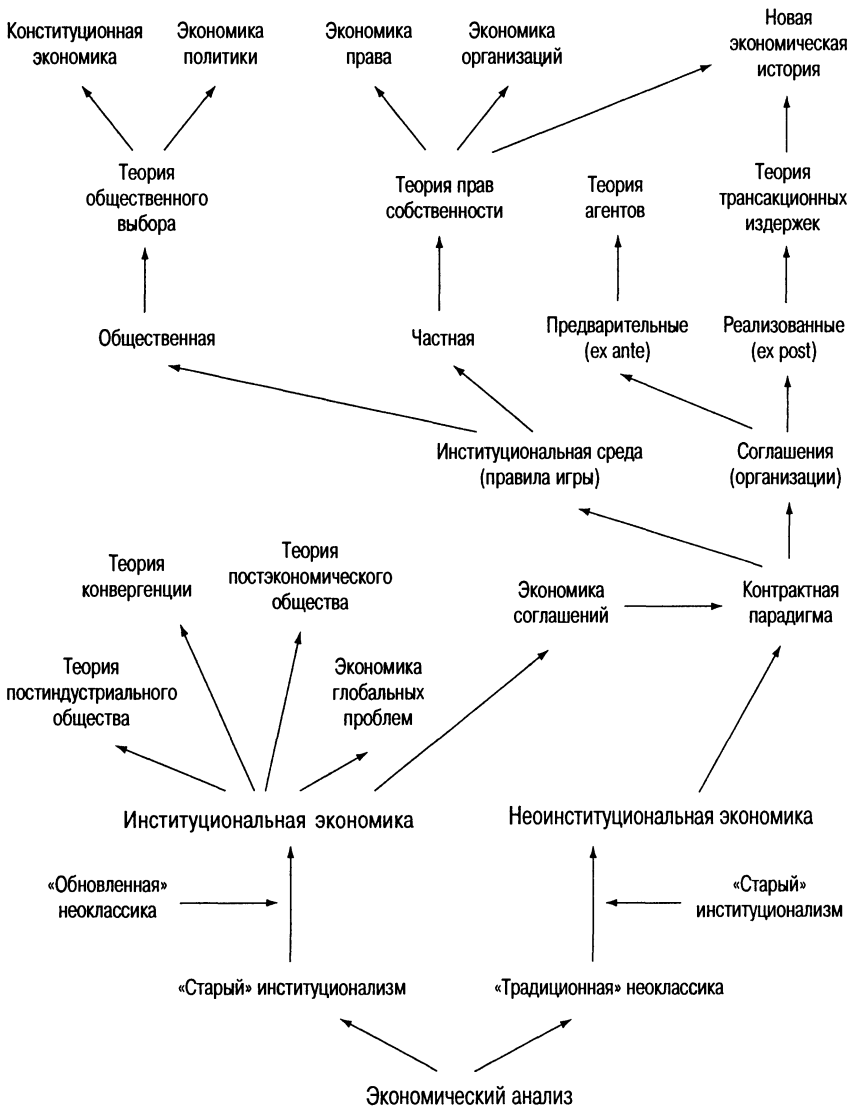 Конституционная
экономика
Экономика
политики
Экономика
права
Экономика
организаций
Новая
экономическая
история
Теория
общественного
выбора
Теория прав
собственности
Теория
агентов
Теория
трансакционных
издержек
Общественная
Частная
Предварительные
(ex ante)
Реализованные
(ex post)
Институциональная среда
(правила игры)
Соглашения
(организации)
Теория
конвергенции
Теория
постэкономического
общества
Экономика
соглашений
Контрактная
парадигма
Теория
постиндустриального
общества
Экономика
глобальных
проблем
Институциональная экономика
Неоинституциональная экономика
«Обновленная»
неоклассика
«Старый»
институционализм
«Старый» институционализм
«Традиционная» неоклассика
Экономический анализ